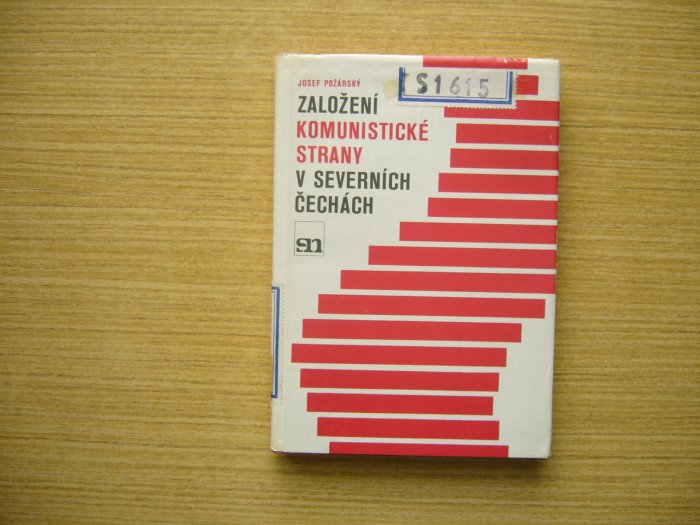 JOSEF POŽÁRSKÝ
S1615
ZALOŽENÍ
KOMUNISTICKÉ
STRANY
V SEVERNÍCH
ČECHÁCH
sn